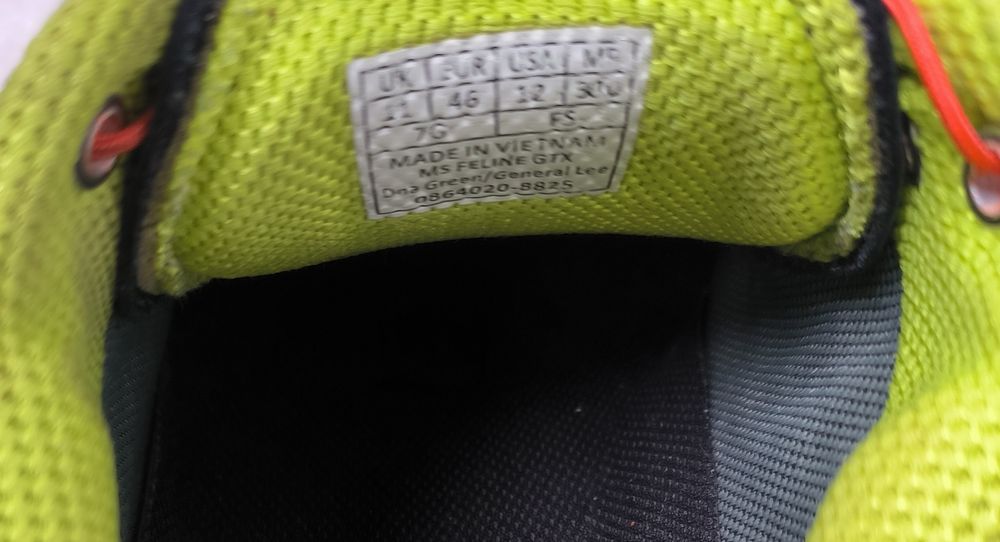 UK EUR USA MP
11 46 12 300
7G FS
MADE IN VIETNAM
MS FELINE GTX
Dna Green/General Lee
0864020-8825